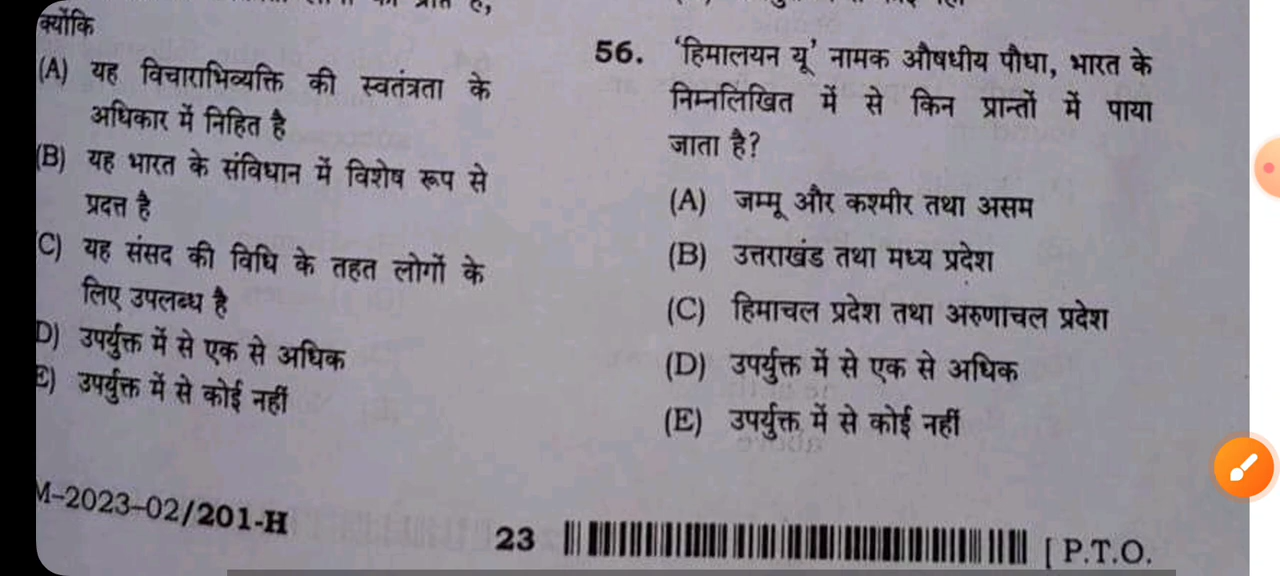 क्योंकि
(A) यह विचाराभिव्यक्ति की स्वतंत्रता के
अधिकार में निहित है
(B) यह भारत के संविधान में विशेष रूप से
प्रदत्त है
C) यह संसद की विधि के तहत लोगों के
लिए उपलब्ध है
D) उपर्युक्त में से एक से अधिक
E) उपर्युक्त में से कोई नहीं
M-2023-02/201-H
56. 'हिमालयन यू' नामक औषधीय पौधा, भारत के
निम्नलिखित में से किन प्रान्तों में पाया
जाता है?
(A) जम्मू और कश्मीर तथा असम
(B) उत्तराखंड तथा मध्य प्रदेश
(C) हिमाचल प्रदेश तथा अरुणाचल प्रदेश
(D) उपर्युक्त में से एक से अधिक
(E) उपर्युक्त में से कोई नहीं
23
[ P.T.O.